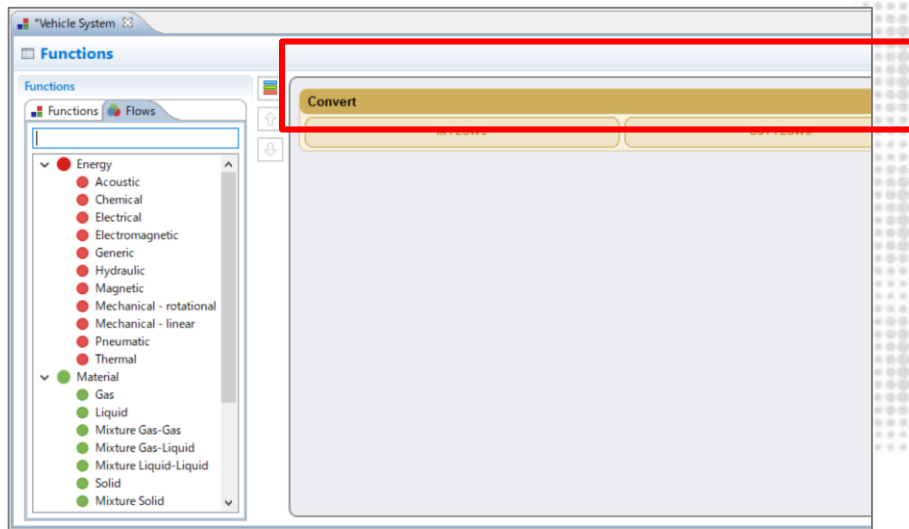 *Vehicle System
Functions
Functions
Functions Flows
Convert
Energy
Acoustic
Chemical
Electrical
Electromagnetic
Generic
Hydraulic
Magnetic
Mechanical - rotational
Mechanical - linear
Pneumatic
Thermal
Material
Gas
Liquid
Mixture Gas-Gas
Mixture Gas-Liquid
Mixture Liquid-Liquid
Solid
Mixture Solid